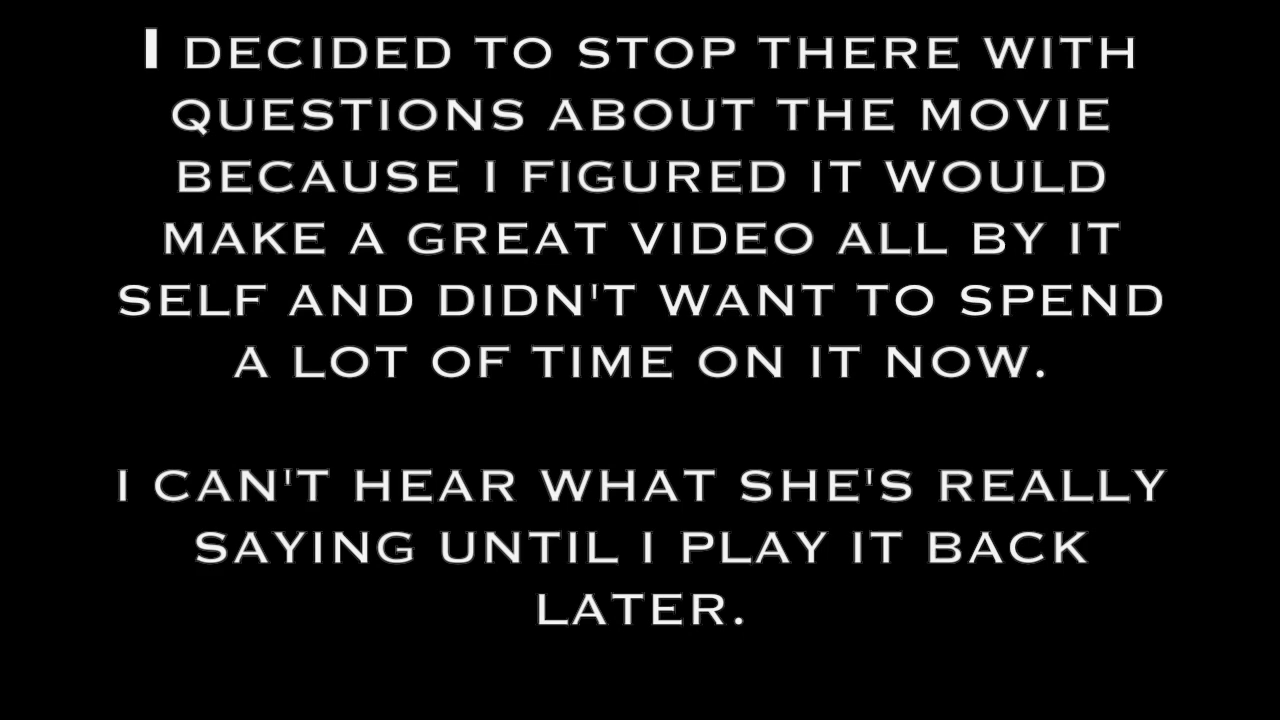 I DECIDED TO STOP THERE WITH
QUESTIONS ABOUT THE MOVIE
BECAUSE I FIGURED IT WOULD
MAKE A GREAT VIDEO ALL BY IT
SELF AND DIDN'T WANT TO SPEND
A LOT OF TIME ON IT NOW.
I CAN'T HEAR WHAT SHE'S REALLY
SAYING UNTIL I PLAY IT BACK
LATER.